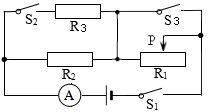 S₂ R₃ S₃
P
R₂ R₁
A S₁